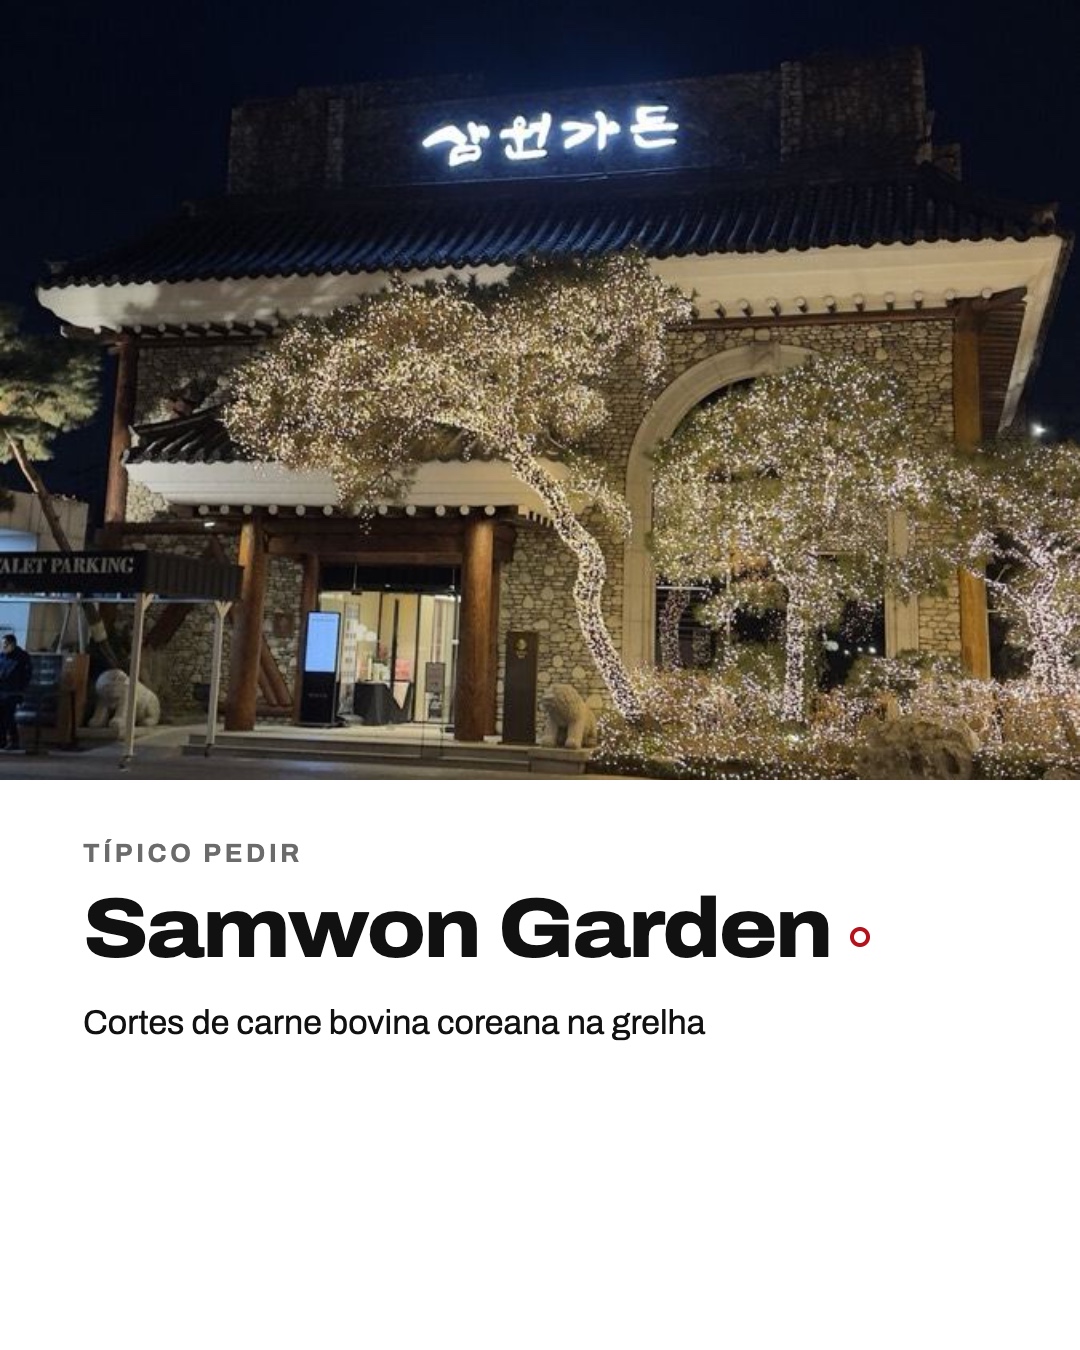 삼원가든
VALET PARKING
TÍPICO PEDIR
Samwon Garden
Cortes de carne bovina coreana na grelha